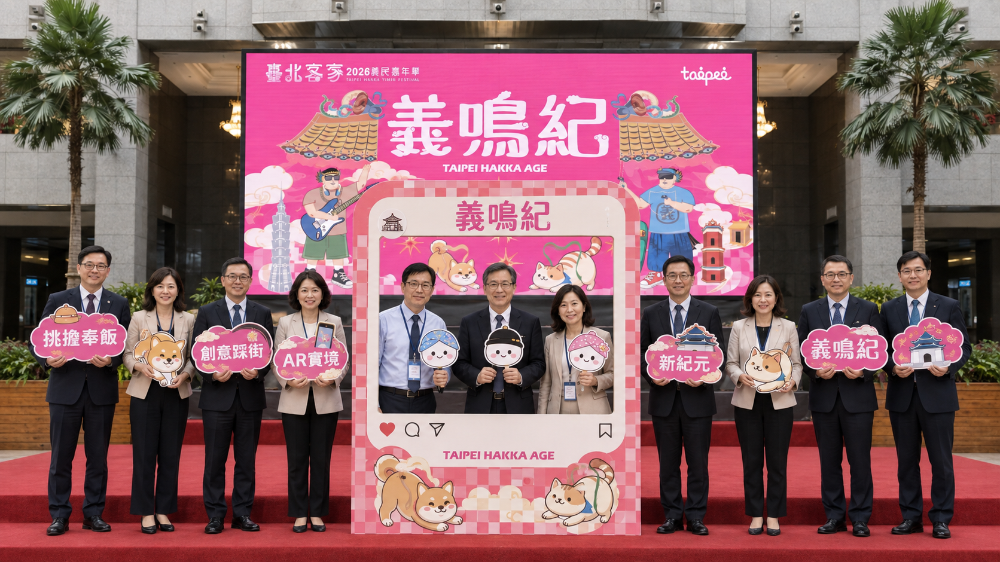 臺北客家 2026義民嘉年華
TAIPEI HAKKA YIMIN FESTIVAL
taipei
義鳴紀
TAIPEI HAKKA AGE
義
義鳴紀
挑擔奉飯
創意踩街
AR實境
新紀元
義鳴紀
TAIPEI HAKKA AGE